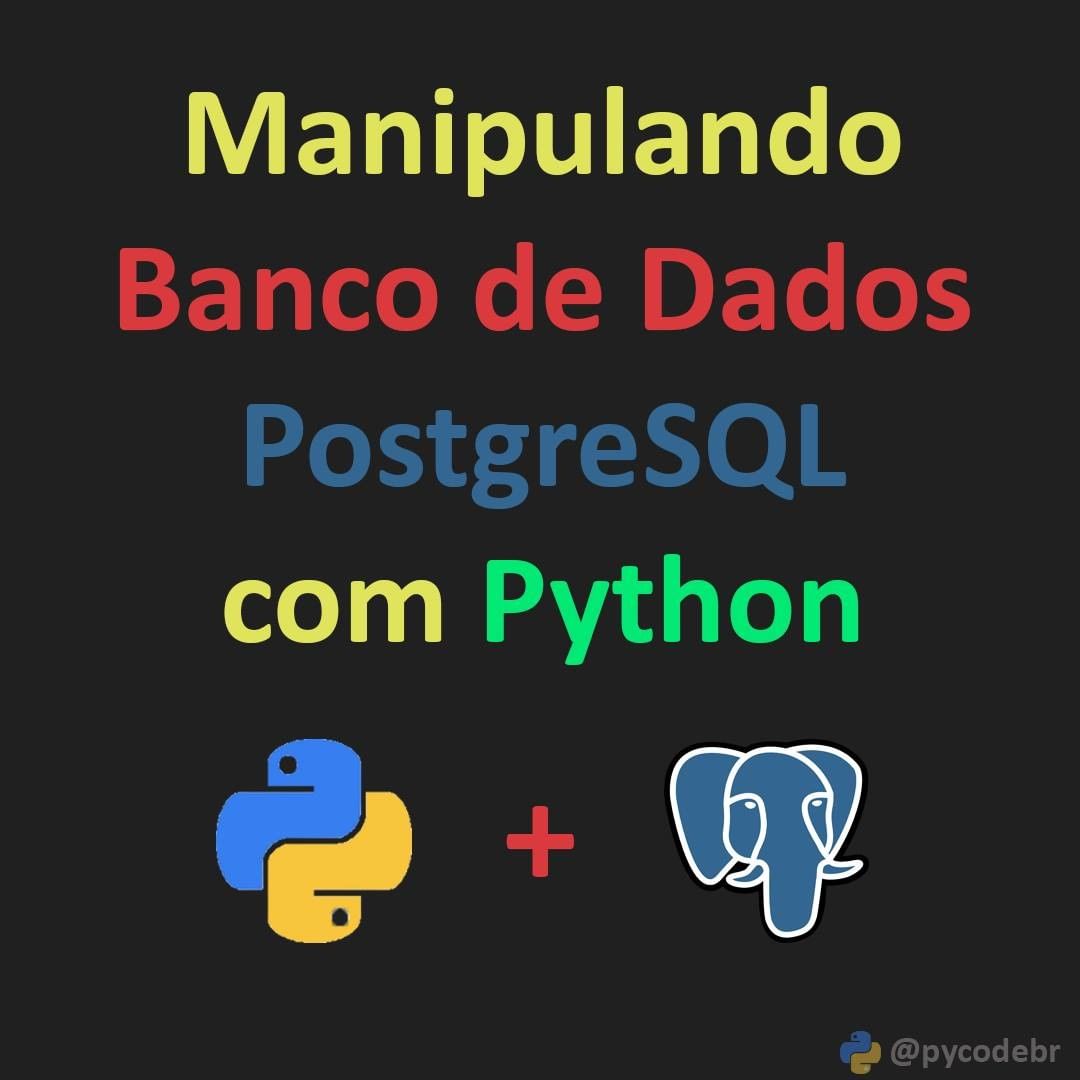 Manipulando
Banco de Dados
PostgreSQL
com Python
+
@pycodebr